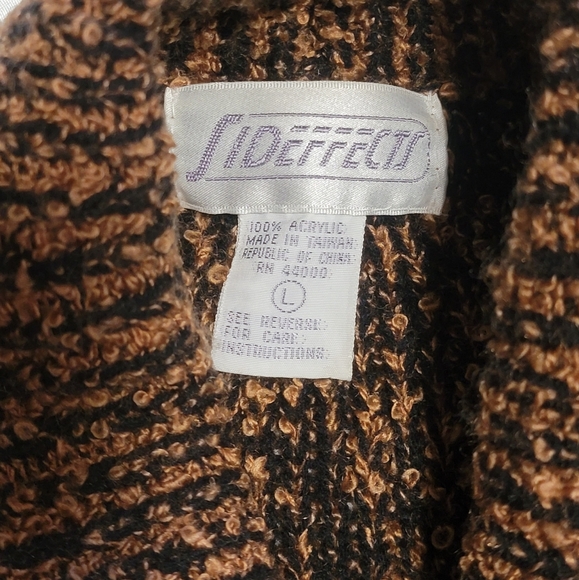 SIDEFFECTS
100% ACRYLIC
MADE IN TAIWAN
REPUBLIC OF CHINA
RN 44000
L
SEE REVERSE
FOR CARE
INSTRUCTIONS